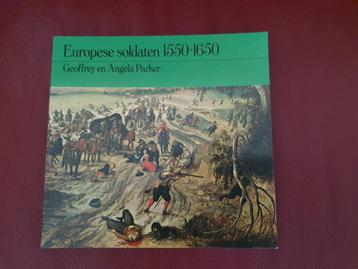 Europese soldaten 1550-1650
Geoffrey en Angela Parker